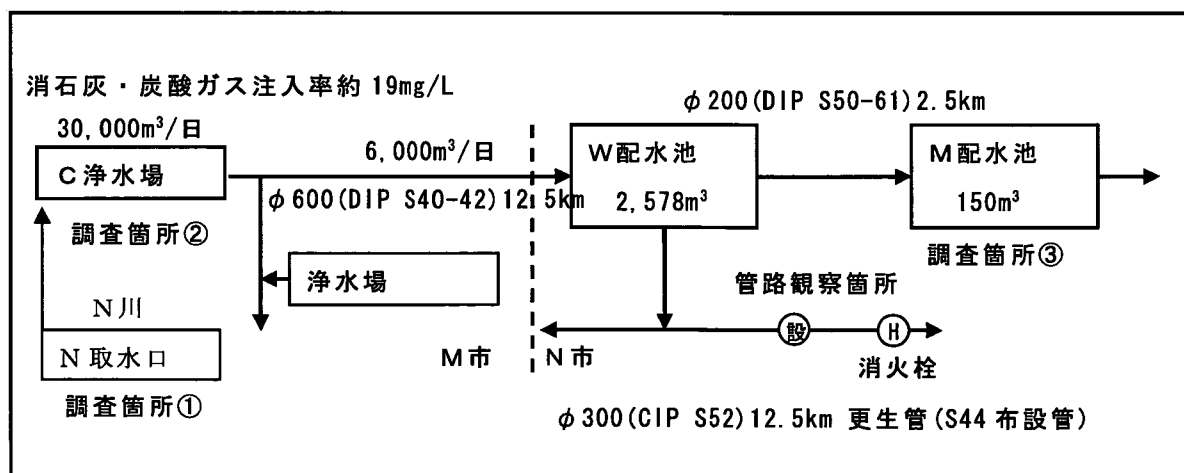 消石灰・炭酸ガス注入率約 19mg/L
30,000m³/日
C浄水場
調査箇所②
N川
N取水口
調査箇所①
6,000m³/日
φ600(DIP S40-42)12.5km
浄水場
M市
N市
φ200(DIP S50-61)2.5km
W配水池
2,578m³
M配水池
150m³
調査箇所③
管路観察箇所
設
H
消火栓
φ300(CIP S52)12.5km 更生管(S44布設管)